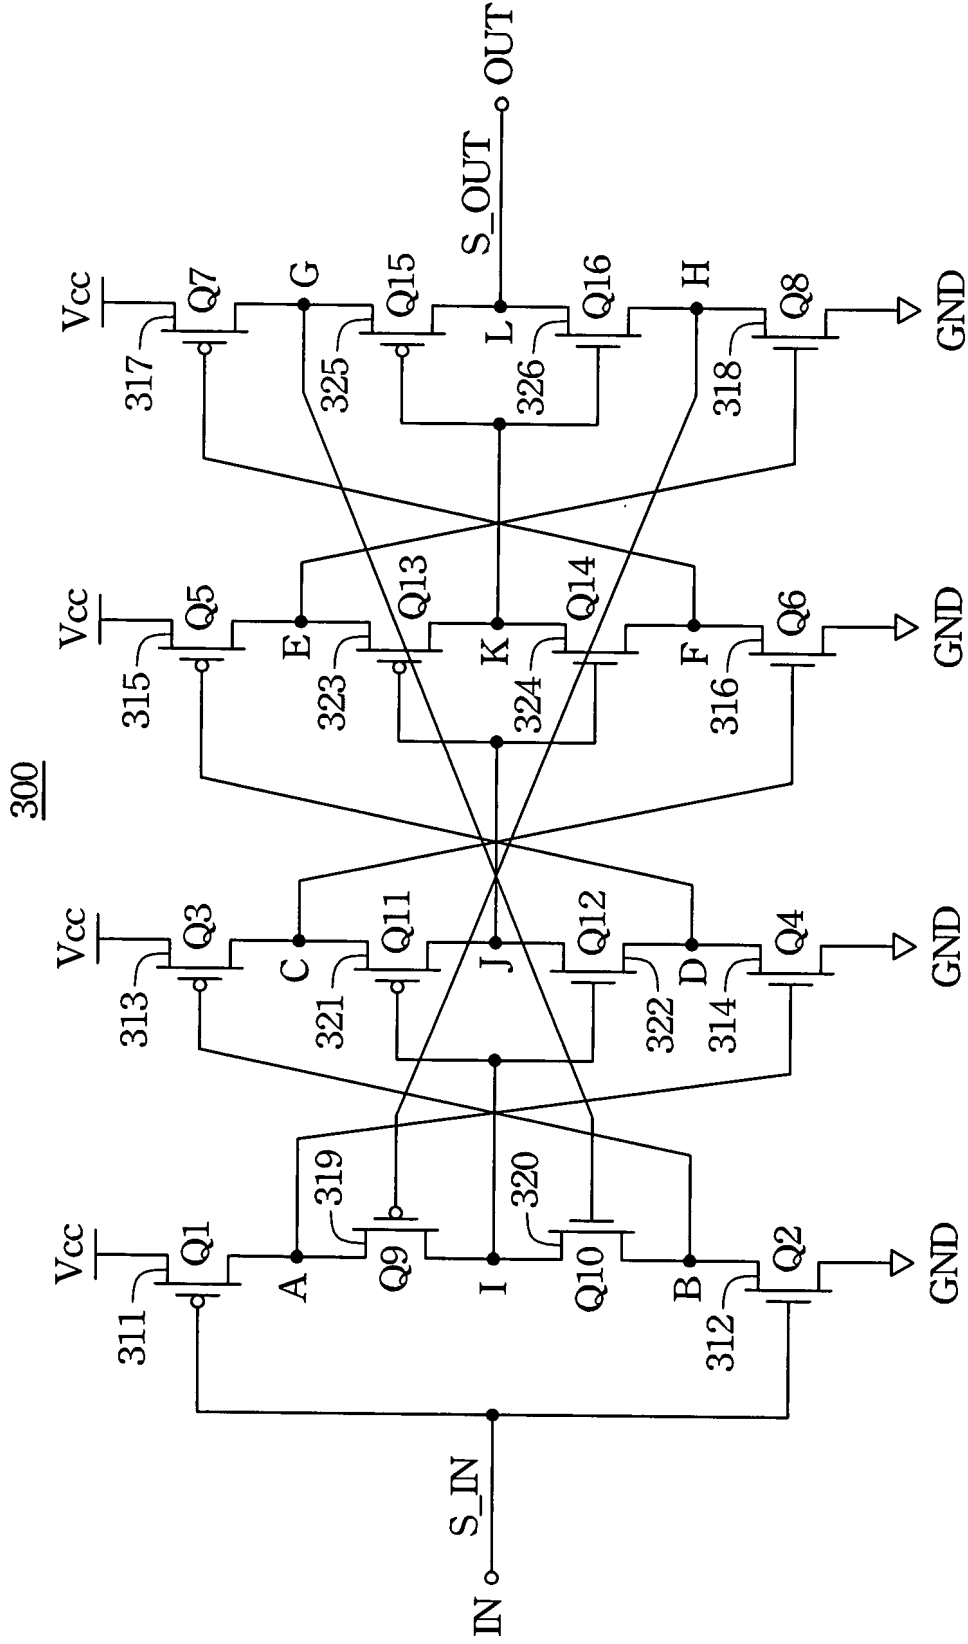 300
Vcc
Vcc
Vcc
Vcc
311
Q1
313
Q3
315
Q5
317
Q7
A
C
E
G
319
Q9
321
Q11
323
Q13
325
Q15
IN
S_IN
I
J
K
L
S_OUT
OUT
320
Q10
322
Q12
324
Q14
326
Q16
B
D
F
H
312
Q2
314
Q4
316
Q6
318
Q8
GND
GND
GND
GND